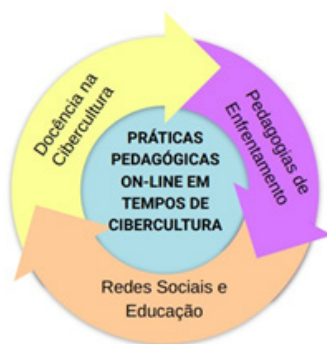 Docência na
Cibercultura
Pedagogias de
Enfrentamento
PRÁTICAS
PEDAGÓGICAS
ON-LINE EM
TEMPOS DE
CIBERCULTURA
Redes Sociais e
Educação